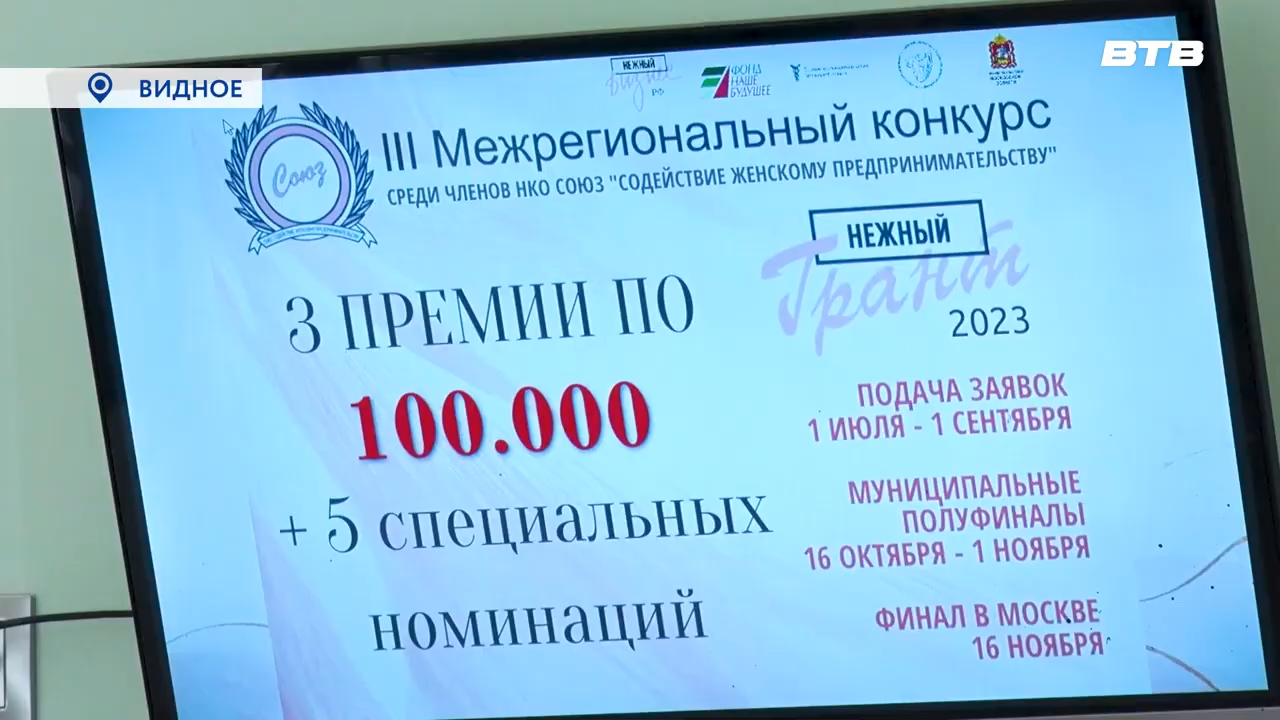 ВТВ
ВИДНОЕ
НЕЖНЫЙ
бизнес
РФ
ФОНД
НАШЕ
БУДУЩЕЕ
III Межрегиональный конкурс
СРЕДИ ЧЛЕНОВ НКО СОЮЗ "СОДЕЙСТВИЕ ЖЕНСКОМУ ПРЕДПРИНИМАТЕЛЬСТВУ"
Союз
НЕЖНЫЙ
Грант
2023
3 ПРЕМИИ ПО
100.000
+ 5 специальных
номинаций
ПОДАЧА ЗАЯВОК
1 ИЮЛЯ - 1 СЕНТЯБРЯ
МУНИЦИПАЛЬНЫЕ
ПОЛУФИНАЛЫ
16 ОКТЯБРЯ - 1 НОЯБРЯ
ФИНАЛ В МОСКВЕ
16 НОЯБРЯ